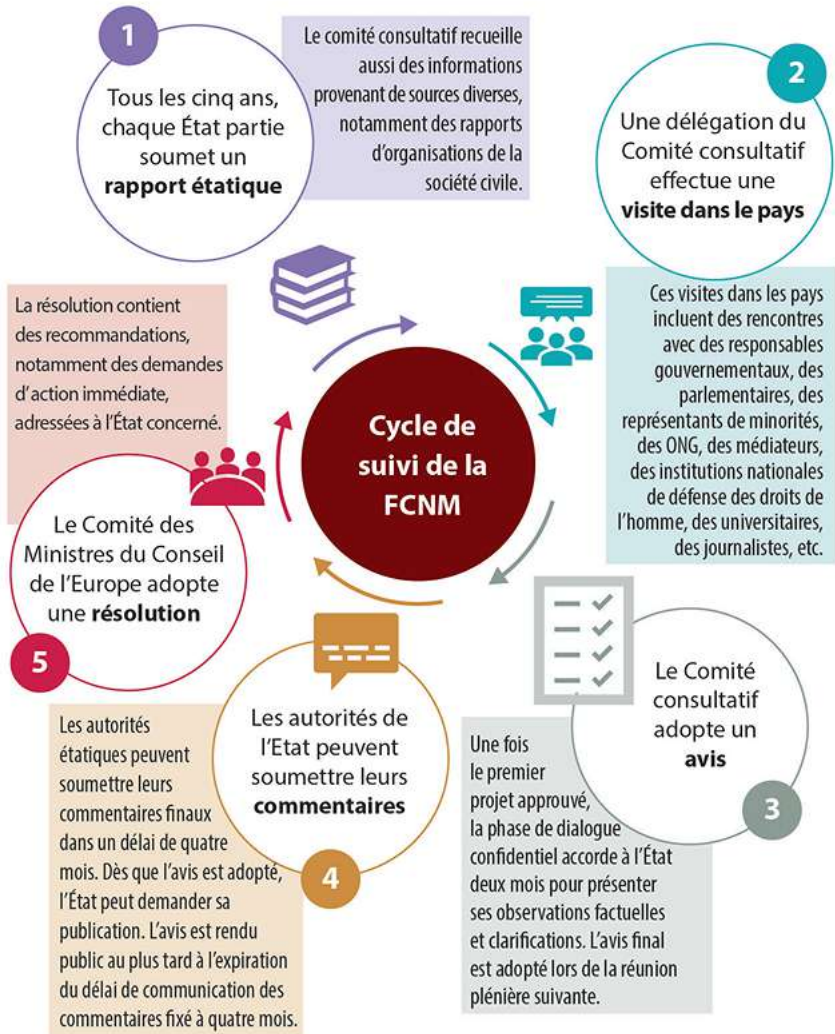 1
Tous les cinq ans,
chaque État partie
soumet un
rapport étatique
Le comité consultatif recueille
aussi des informations
provenant de sources diverses,
notamment des rapports
d'organisations de la
société civile.
2
Une délégation du
Comité consultatif
effectue une
visite dans le pays
Ces visites dans les pays
incluent des rencontres
avec des responsables
gouvernementaux, des
parlementaires, des
représentants de minorités,
des ONG, des médiateurs,
des institutions nationales
de défense des droits de
l'homme, des universitaires,
des journalistes, etc.
Cycle de
suivi de la
FCNM
Le Comité
consultatif
adopte un
avis
3
Une fois
le premier
projet approuvé,
la phase de dialogue
confidentiel accorde à l'État
deux mois pour présenter
ses observations factuelles
et clarifications. L'avis final
est adopté lors de la réunion
plénière suivante.
Les autorités de
l'Etat peuvent
soumettre leurs
commentaires
4
Les autorités
étatiques peuvent
soumettre leurs
commentaires finaux
dans un délai de quatre
mois. Dès que l'avis est adopté,
l'État peut demander sa
publication. L'avis est rendu
public au plus tard à l'expiration
du délai de communication des
commentaires fixé à quatre mois.
La résolution contient
des recommandations,
notamment des demandes
d'action immédiate,
adressées à l'État concerné.
Le Comité des
Ministres du Conseil
de l'Europe adopte
une résolution
5